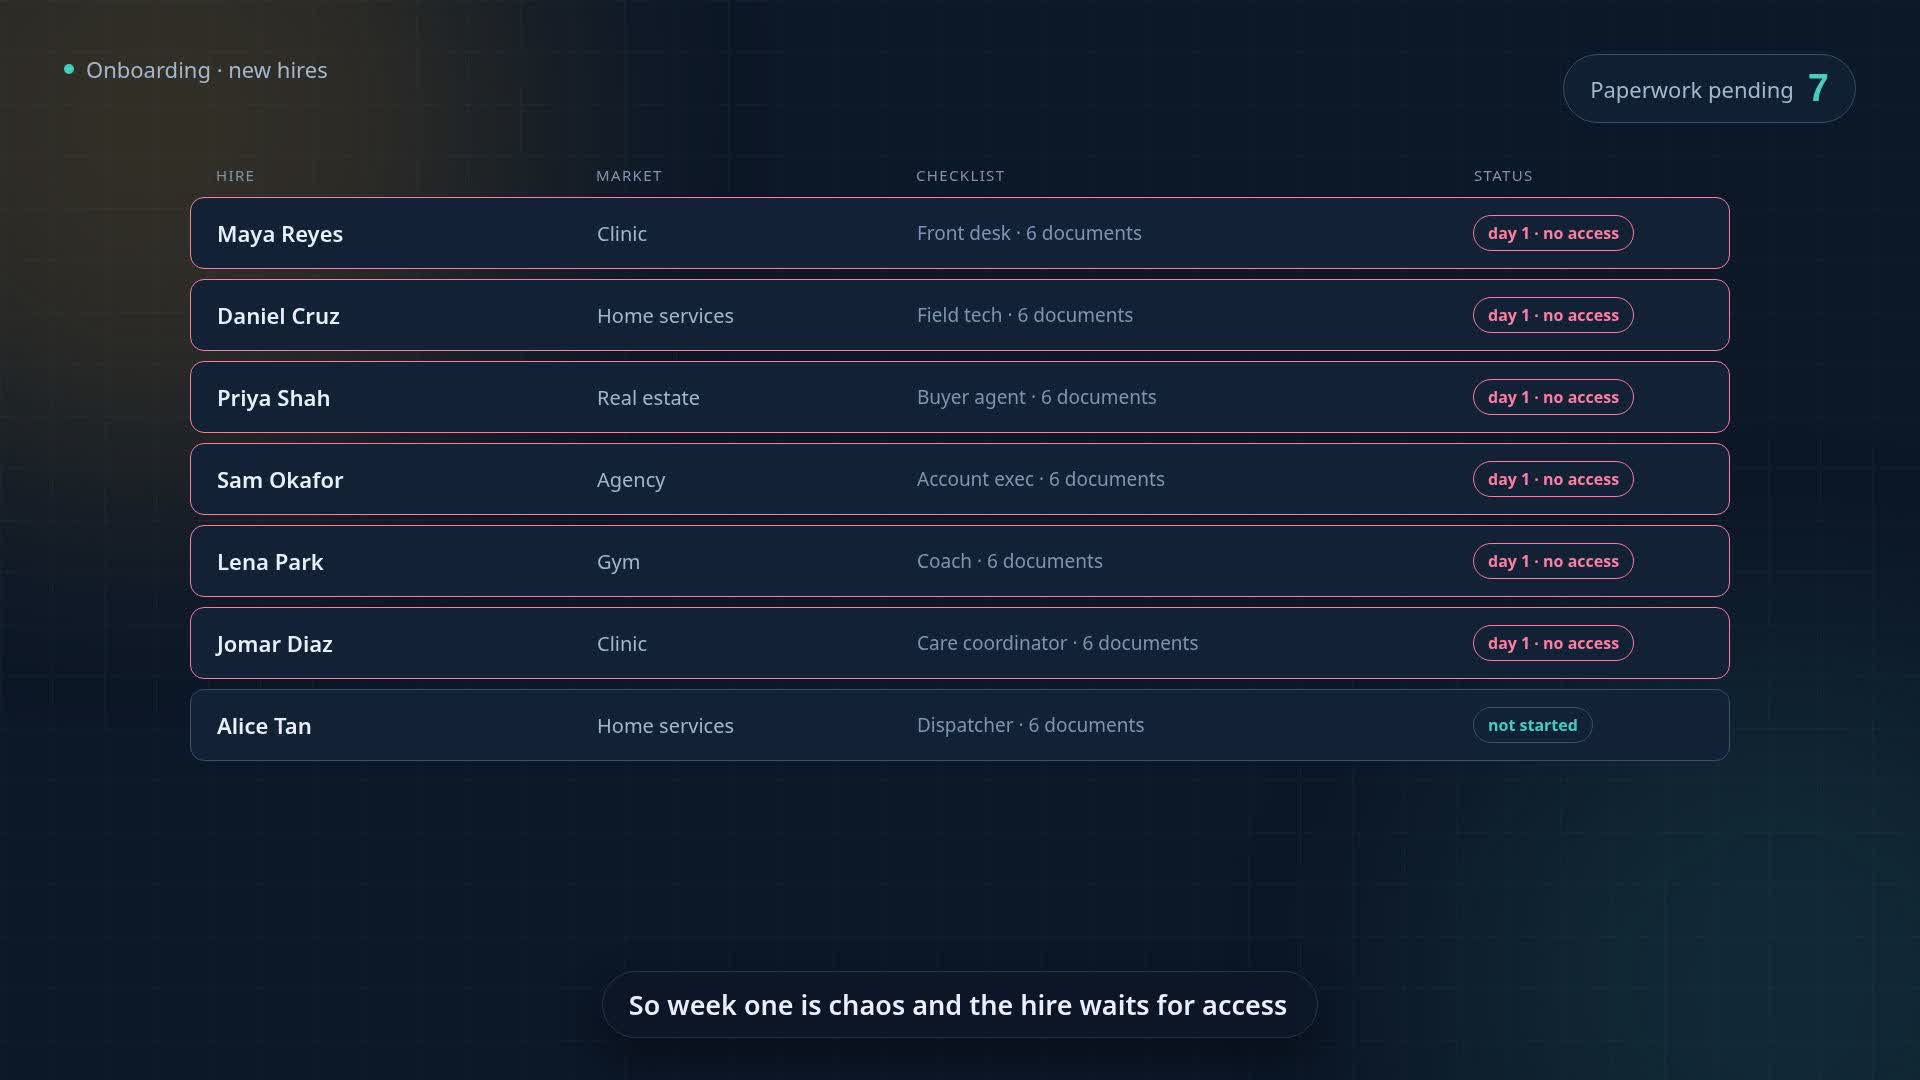 Onboarding · new hires
Paperwork pending 7
HIRE MARKET CHECKLIST STATUS
Maya Reyes Clinic Front desk · 6 documents day 1 · no access
Daniel Cruz Home services Field tech · 6 documents day 1 · no access
Priya Shah Real estate Buyer agent · 6 documents day 1 · no access
Sam Okafor Agency Account exec · 6 documents day 1 · no access
Lena Park Gym Coach · 6 documents day 1 · no access
Jomar Diaz Clinic Care coordinator · 6 documents day 1 · no access
Alice Tan Home services Dispatcher · 6 documents not started
So week one is chaos and the hire waits for access